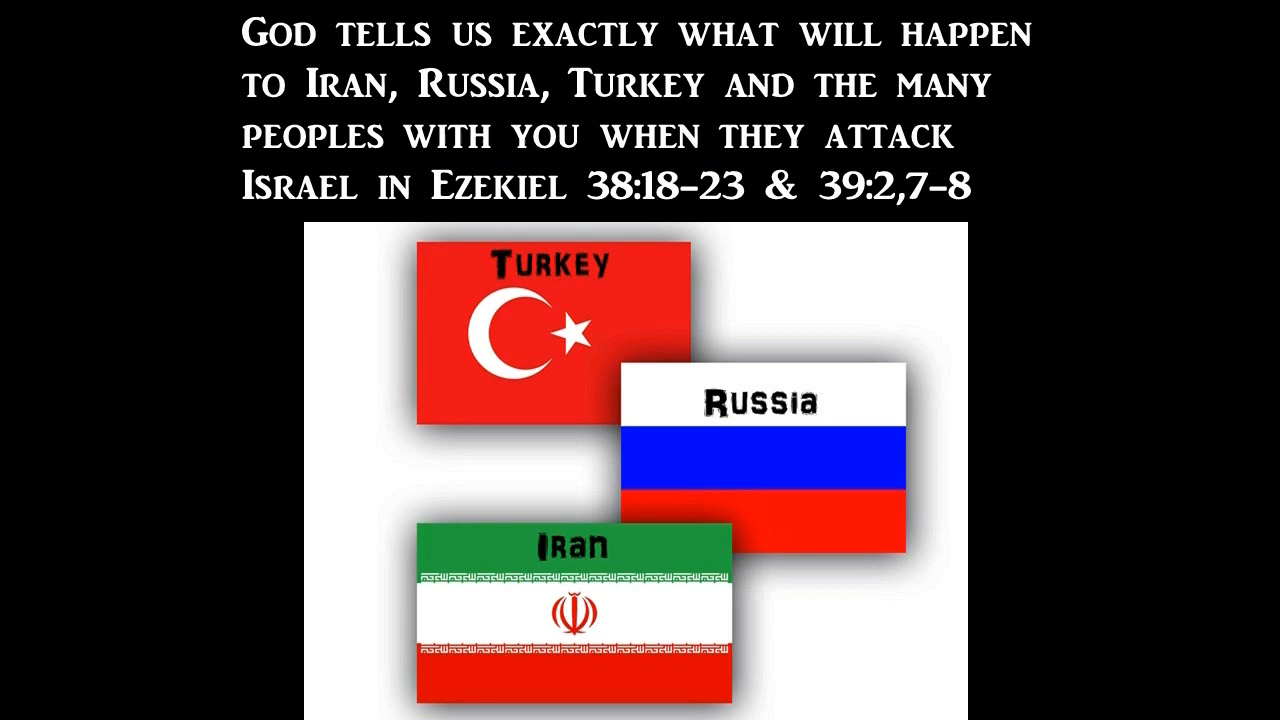 God tells us exactly what will happen
to Iran, Russia, Turkey and the many
peoples with you when they attack
Israel in Ezekiel 38:18-23 & 39:2,7-8
Turkey
Russia
Iran